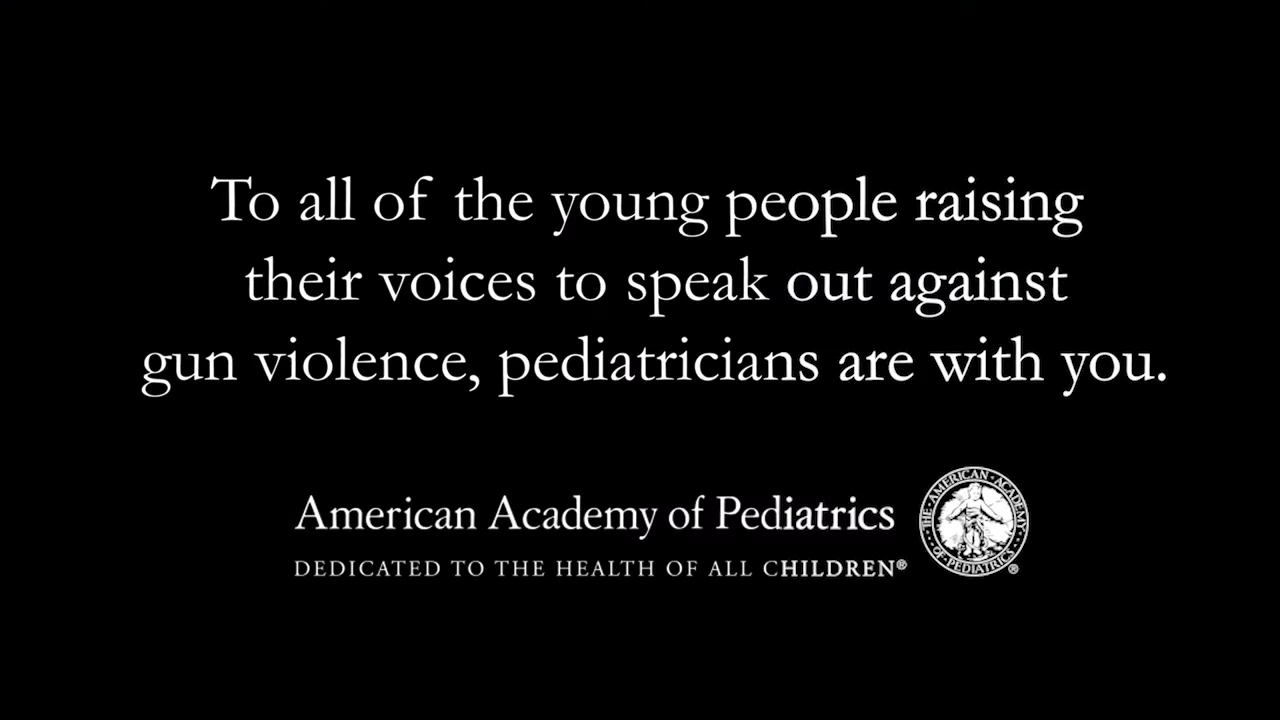 To all of the young people raising
their voices to speak out against
gun violence, pediatricians are with you.
American Academy of Pediatrics
DEDICATED TO THE HEALTH OF ALL CHILDREN®
THE · AMERICAN · ACADEMY · OF · PEDIATRICS ®